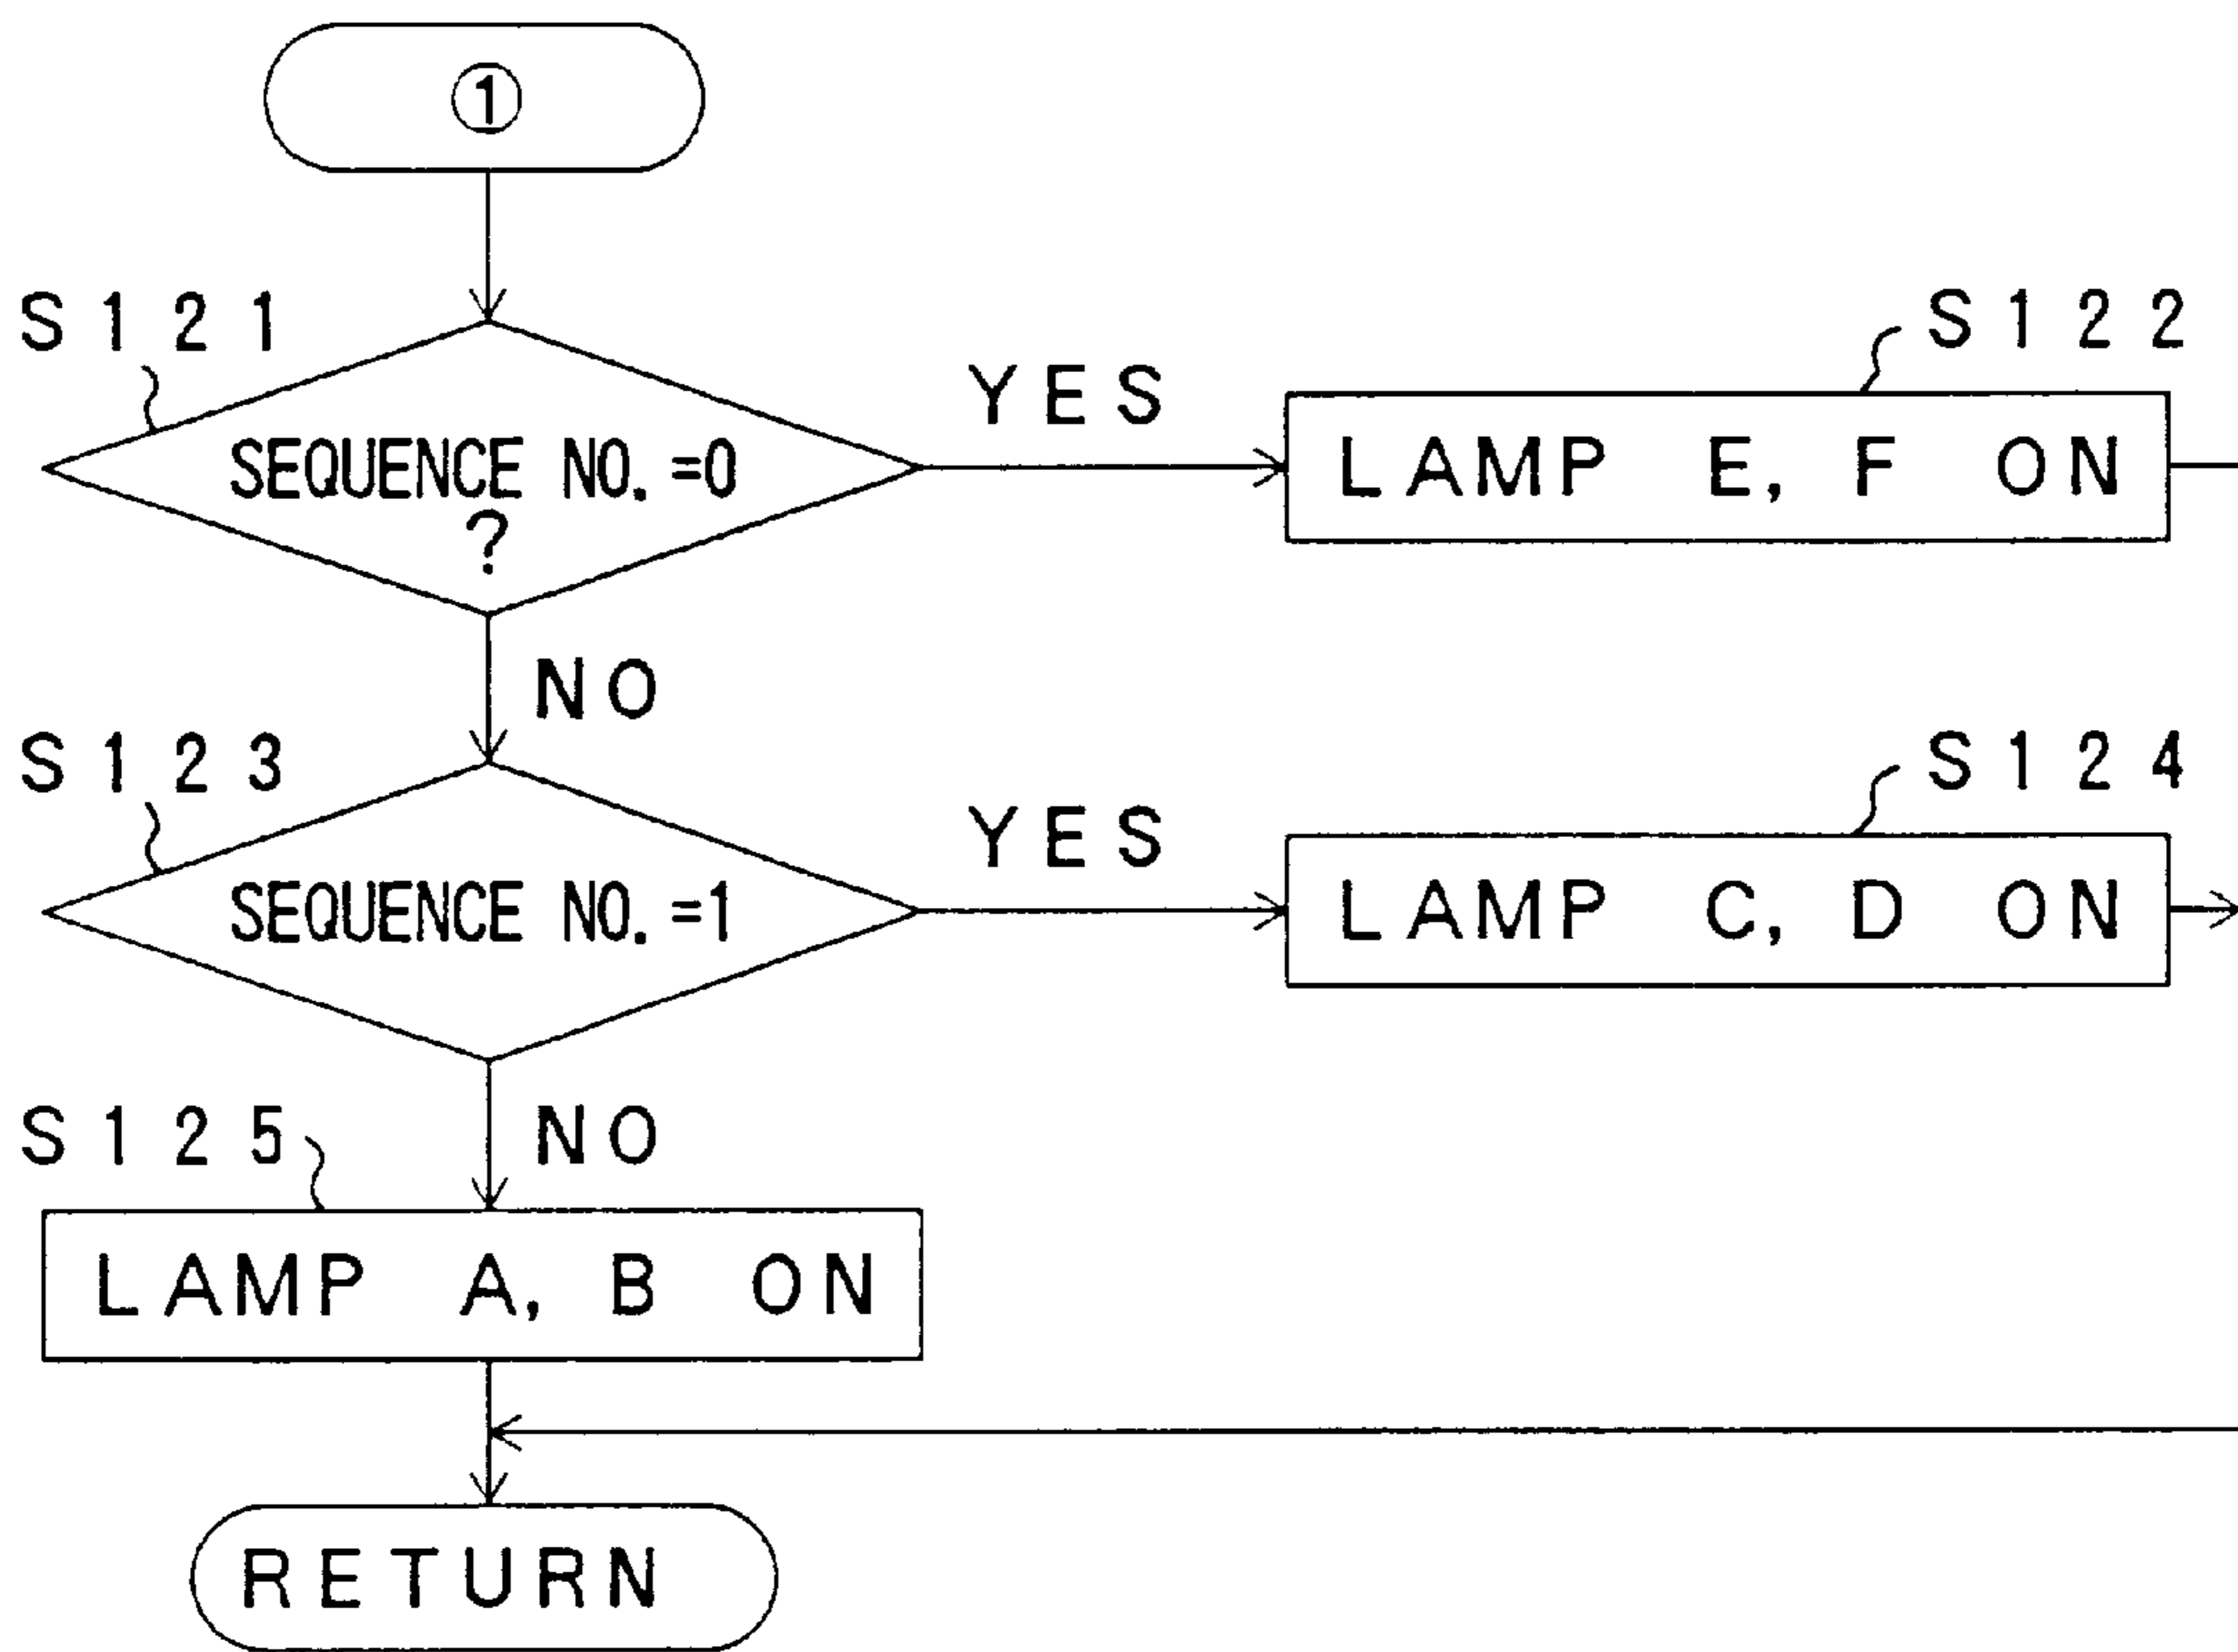 ①
S121
S122
YES
SEQUENCE NO.=0
?
LAMP E, F ON
NO
S123
S124
YES
SEQUENCE NO.=1
LAMP C, D ON
S125
NO
LAMP A, B ON
RETURN